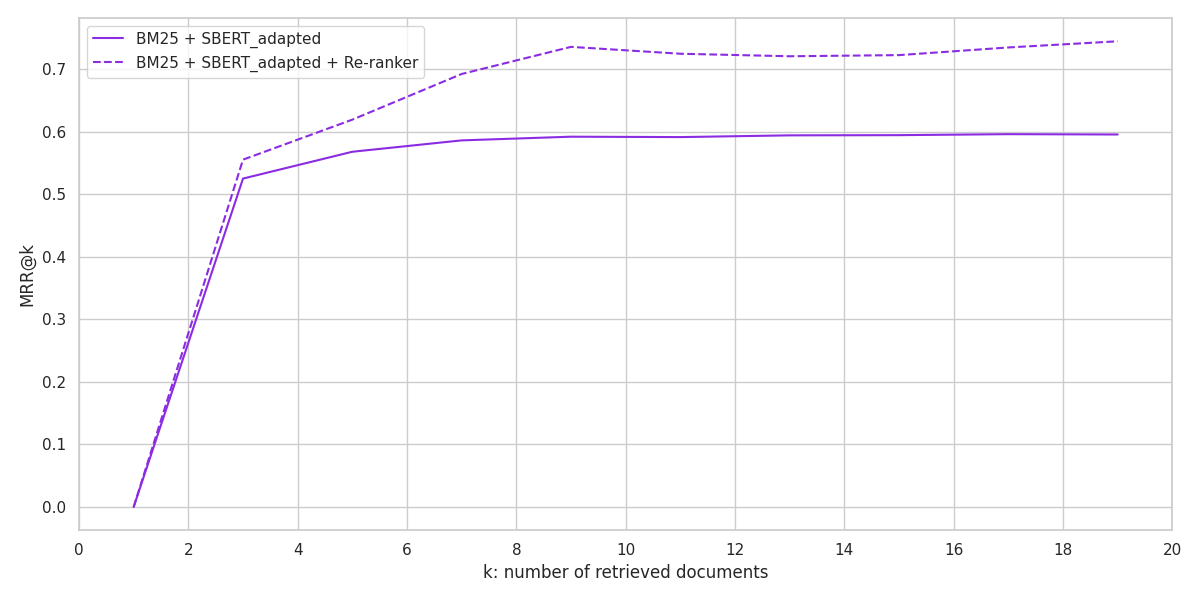 BM25 + SBERT_adapted
BM25 + SBERT_adapted + Re-ranker
MRR@k
0.7
0.6
0.5
0.4
0.3
0.2
0.1
0.0
0 2 4 6 8 10 12 14 16 18 20
k: number of retrieved documents